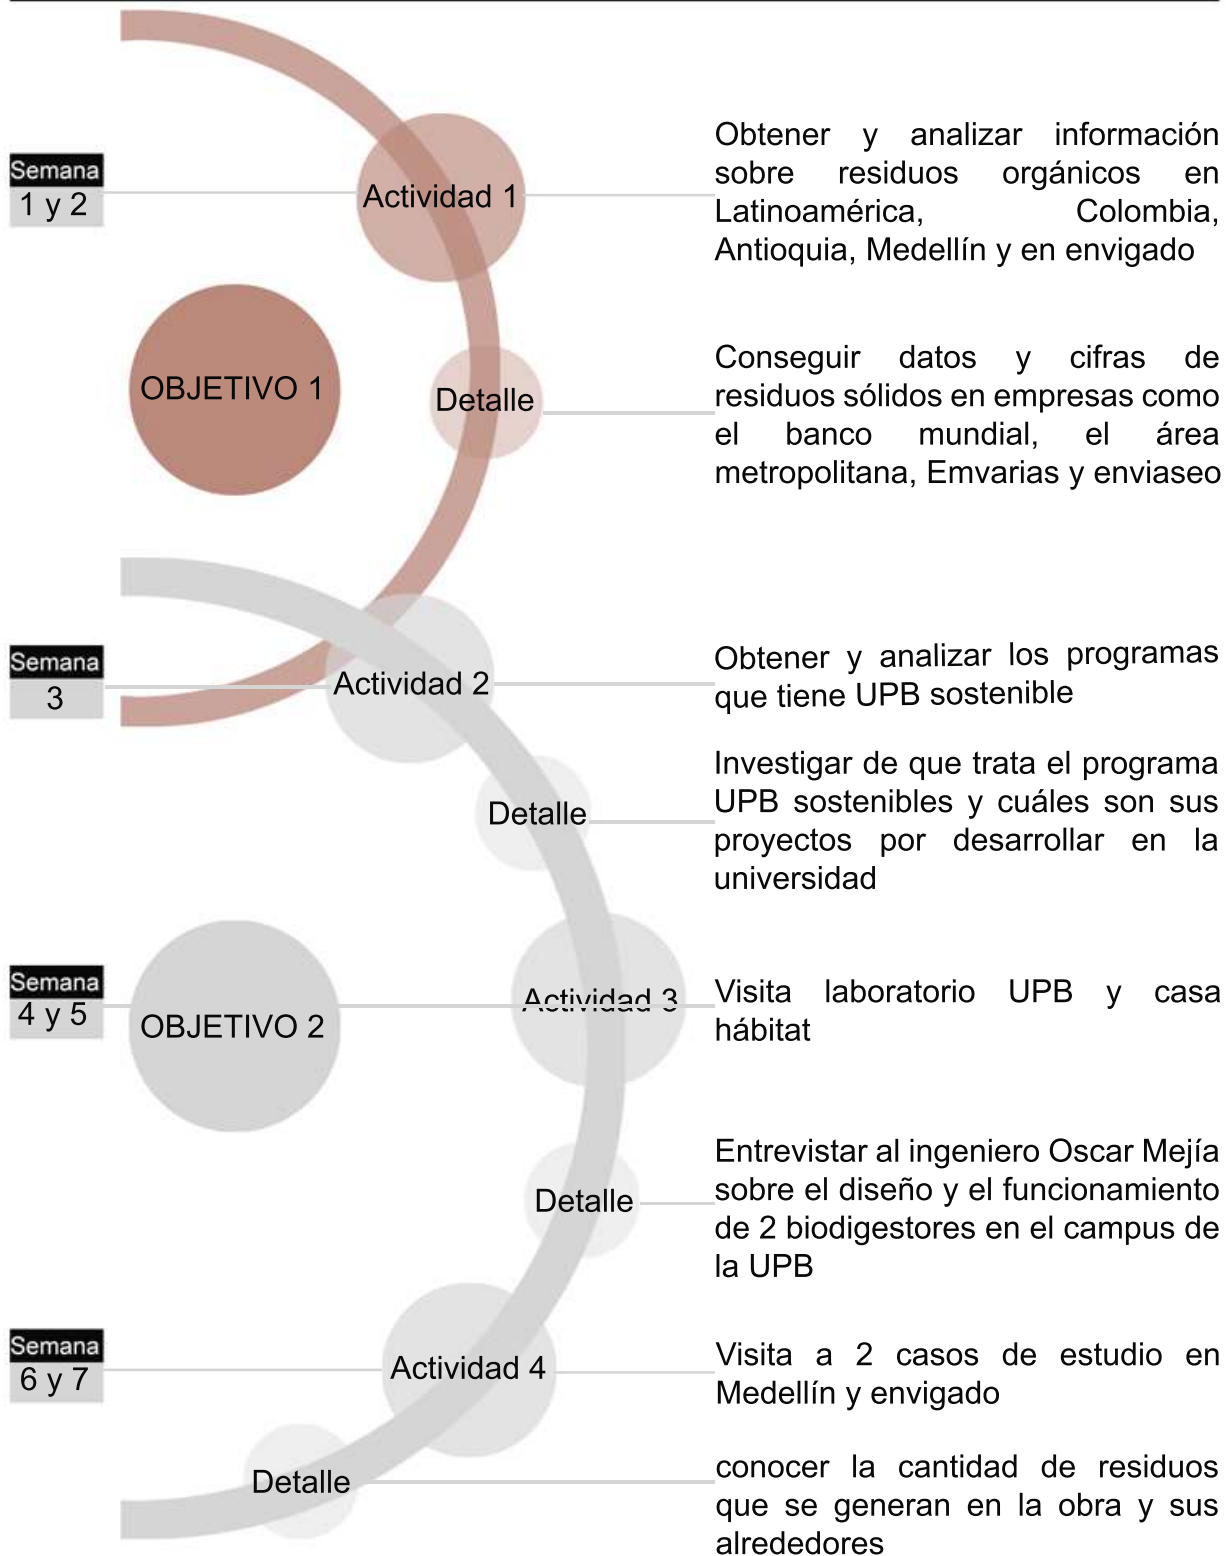 Semana
1 y 2
Actividad 1
Obtener y analizar información
sobre residuos orgánicos en
Latinoamérica, Colombia,
Antioquia, Medellín y en envigado
OBJETIVO 1
Detalle
Conseguir datos y cifras de
residuos sólidos en empresas como
el banco mundial, el área
metropolitana, Emvarias y enviaseo
Semana
3
Actividad 2
Obtener y analizar los programas
que tiene UPB sostenible
Detalle
Investigar de que trata el programa
UPB sostenibles y cuáles son sus
proyectos por desarrollar en la
universidad
Semana
4 y 5
OBJETIVO 2
Actividad 3
Visita laboratorio UPB y casa
hábitat
Detalle
Entrevistar al ingeniero Oscar Mejía
sobre el diseño y el funcionamiento
de 2 biodigestores en el campus de
la UPB
Semana
6 y 7
Actividad 4
Visita a 2 casos de estudio en
Medellín y envigado
Detalle
conocer la cantidad de residuos
que se generan en la obra y sus
alrededores